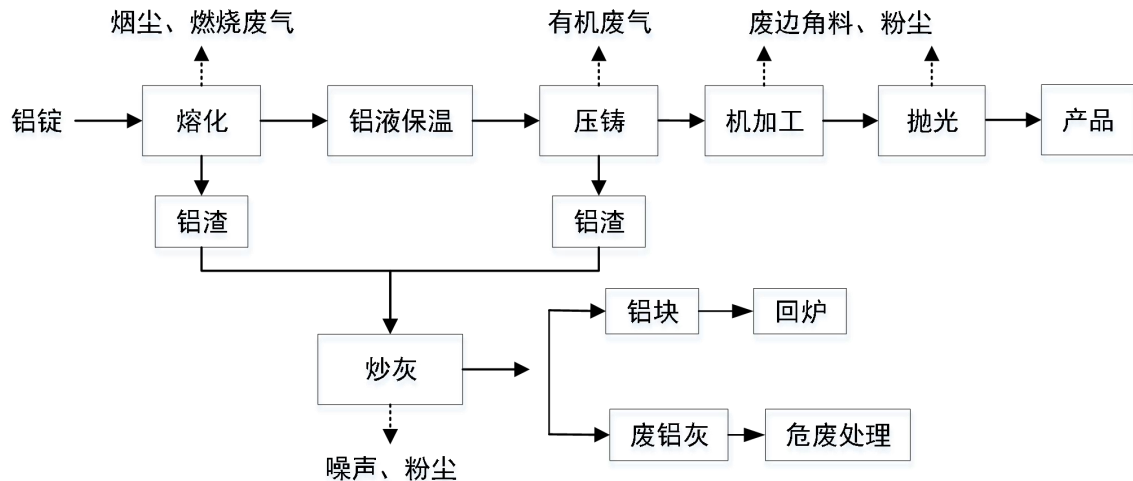 烟尘、燃烧废气
有机废气
废边角料、粉尘
铝锭
熔化
铝液保温
压铸
机加工
抛光
产品
铝渣
铝渣
铝块
回炉
炒灰
废铝灰
危废处理
噪声、粉尘